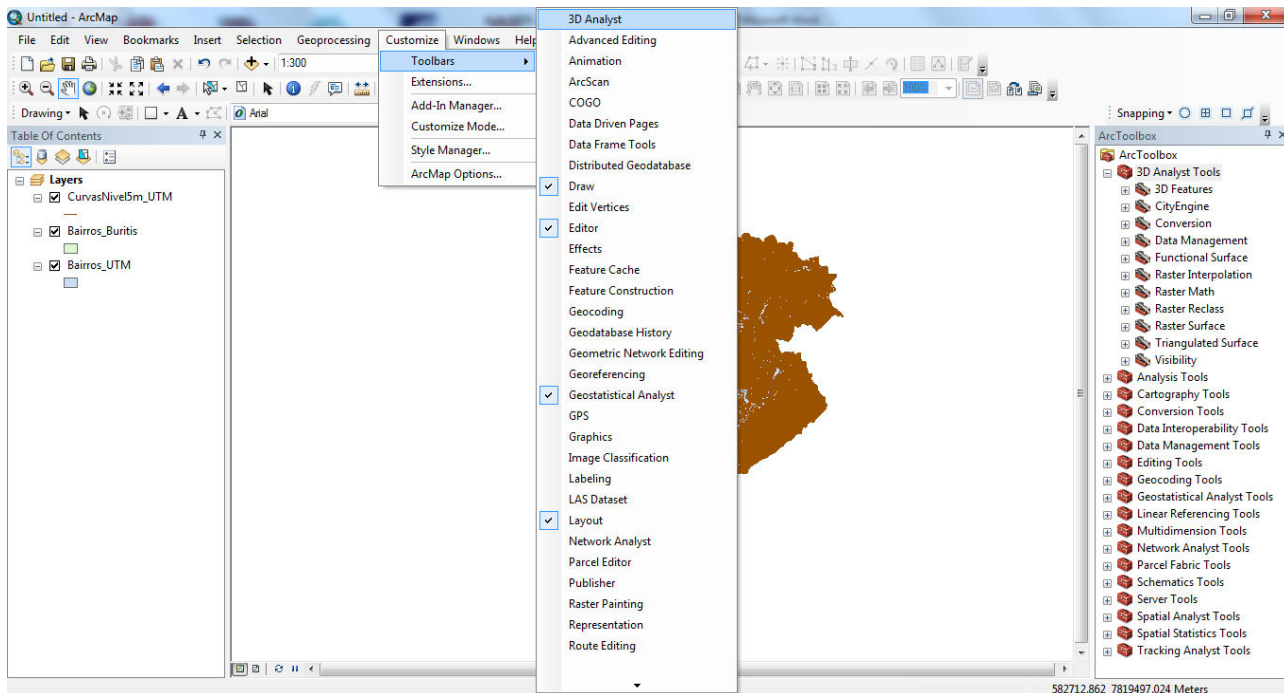 Untitled - ArcMap
File Edit View Bookmarks Insert Selection Geoprocessing Customize Windows Help
1:300
Drawing
A
Arial
100%
Snapping
Table Of Contents
Layers
CurvasNivel5m_UTM
Bairros_Buritis
Bairros_UTM
Toolbars
Extensions...
Add-In Manager...
Customize Mode...
Style Manager...
ArcMap Options...
3D Analyst
Advanced Editing
Animation
ArcScan
COGO
Data Driven Pages
Data Frame Tools
Distributed Geodatabase
Draw
Edit Vertices
Editor
Effects
Feature Cache
Feature Construction
Geocoding
Geodatabase History
Geometric Network Editing
Georeferencing
Geostatistical Analyst
GPS
Graphics
Image Classification
Labeling
LAS Dataset
Layout
Network Analyst
Parcel Editor
Publisher
Raster Painting
Representation
Route Editing
ArcToolbox
ArcToolbox
3D Analyst Tools
3D Features
CityEngine
Conversion
Data Management
Functional Surface
Raster Interpolation
Raster Math
Raster Reclass
Raster Surface
Triangulated Surface
Visibility
Analysis Tools
Cartography Tools
Conversion Tools
Data Interoperability Tools
Data Management Tools
Editing Tools
Geocoding Tools
Geostatistical Analyst Tools
Linear Referencing Tools
Multidimension Tools
Network Analyst Tools
Parcel Fabric Tools
Schematics Tools
Server Tools
Spatial Analyst Tools
Spatial Statistics Tools
Tracking Analyst Tools
582712,862 7819497,024 Meters